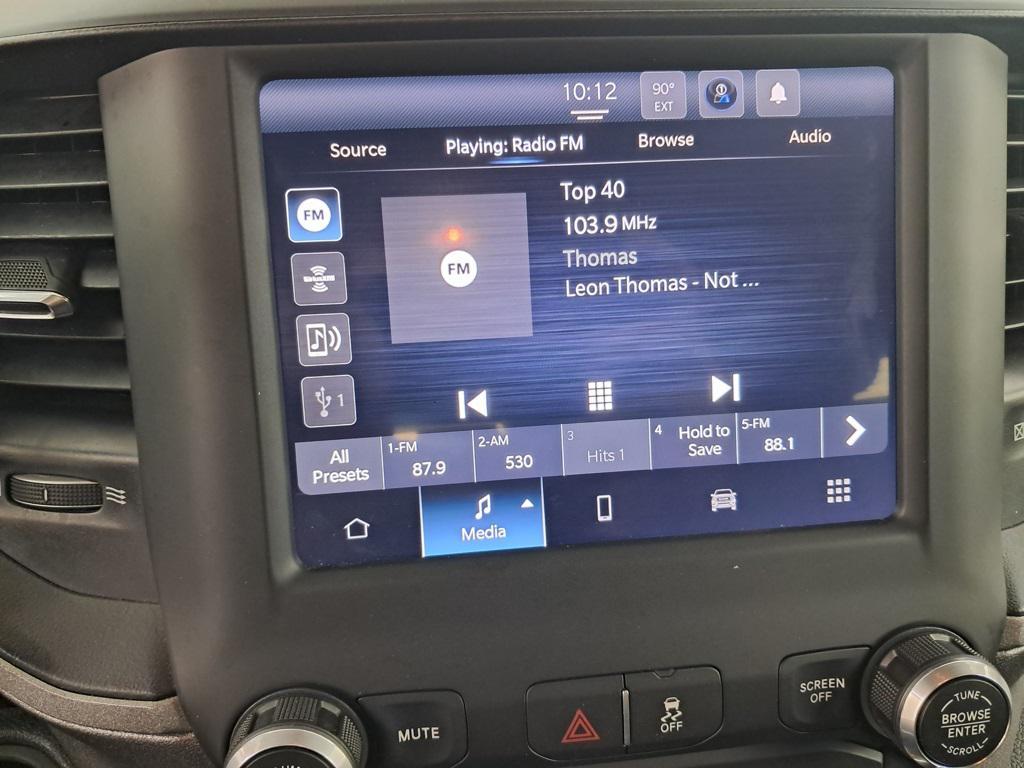 10:12
90°
EXT
Source
Playing: Radio FM
Browse
Audio
FM
Top 40
103.9 MHz
Thomas
Leon Thomas - Not ...
FM
1
All
Presets
1-FM
87.9
2-AM
530
3
Hits 1
4
Hold to
Save
5-FM
88.1
Media
MUTE
OFF
SCREEN
OFF
TUNE
BROWSE
ENTER
SCROLL